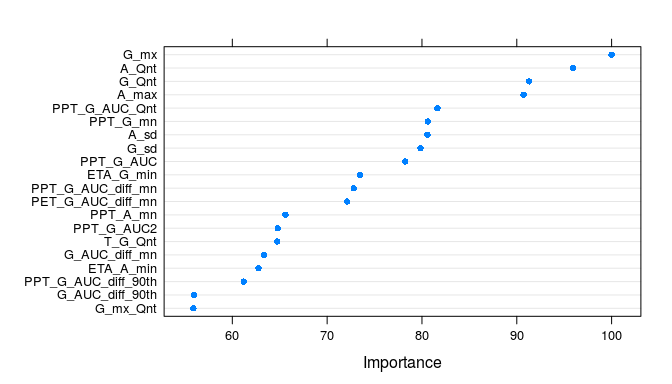 G_mx
A_Qnt
G_Qnt
A_max
PPT_G_AUC_Qnt
PPT_G_mn
A_sd
G_sd
PPT_G_AUC
ETA_G_min
PPT_G_AUC_diff_mn
PET_G_AUC_diff_mn
PPT_A_mn
PPT_G_AUC2
T_G_Qnt
G_AUC_diff_mn
ETA_A_min
PPT_G_AUC_diff_90th
G_AUC_diff_90th
G_mx_Qnt
60 70 80 90 100
Importance